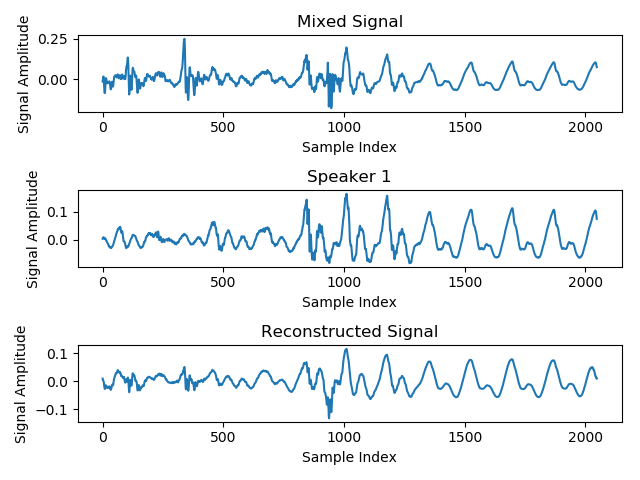 Mixed Signal
Signal Amplitude
0.25
0.00
0 500 1000 1500 2000
Sample Index
Speaker 1
Signal Amplitude
0.1
0.0
0 500 1000 1500 2000
Sample Index
Reconstructed Signal
Signal Amplitude
0.1
0.0
−0.1
0 500 1000 1500 2000
Sample Index